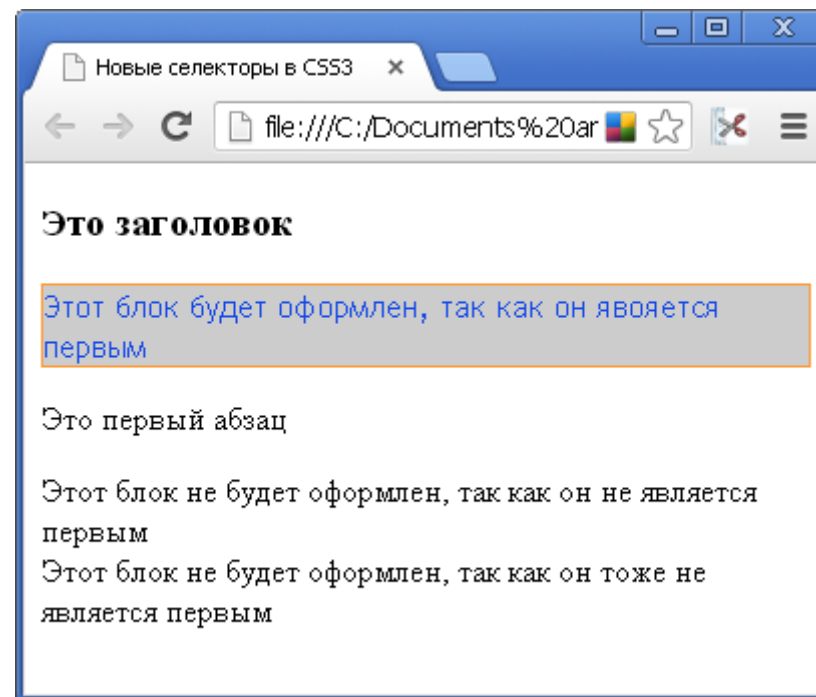 Новые селекторы в CSS3
file:///C:/Documents%20ar
Это заголовок
Этот блок будет оформлен, так как он явояется
первым
Это первый абзац
Этот блок не будет оформлен, так как он не является
первым
Этот блок не будет оформлен, так как он тоже не
является первым